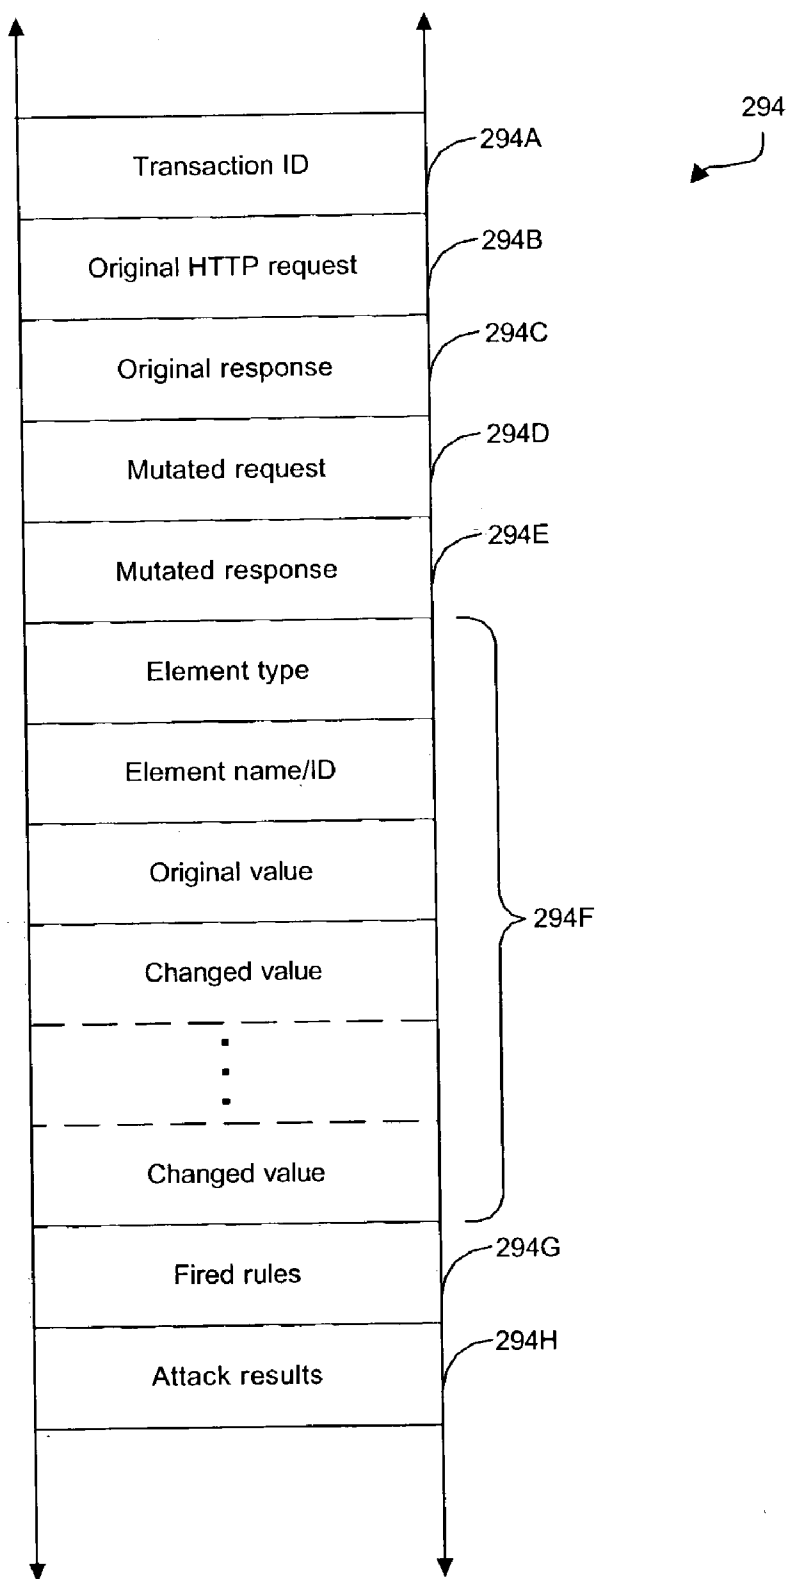 294
Transaction ID
294A
Original HTTP request
294B
Original response
294C
Mutated request
294D
Mutated response
294E
Element type
Element name/ID
Original value
294F
Changed value
Changed value
Fired rules
294G
Attack results
294H